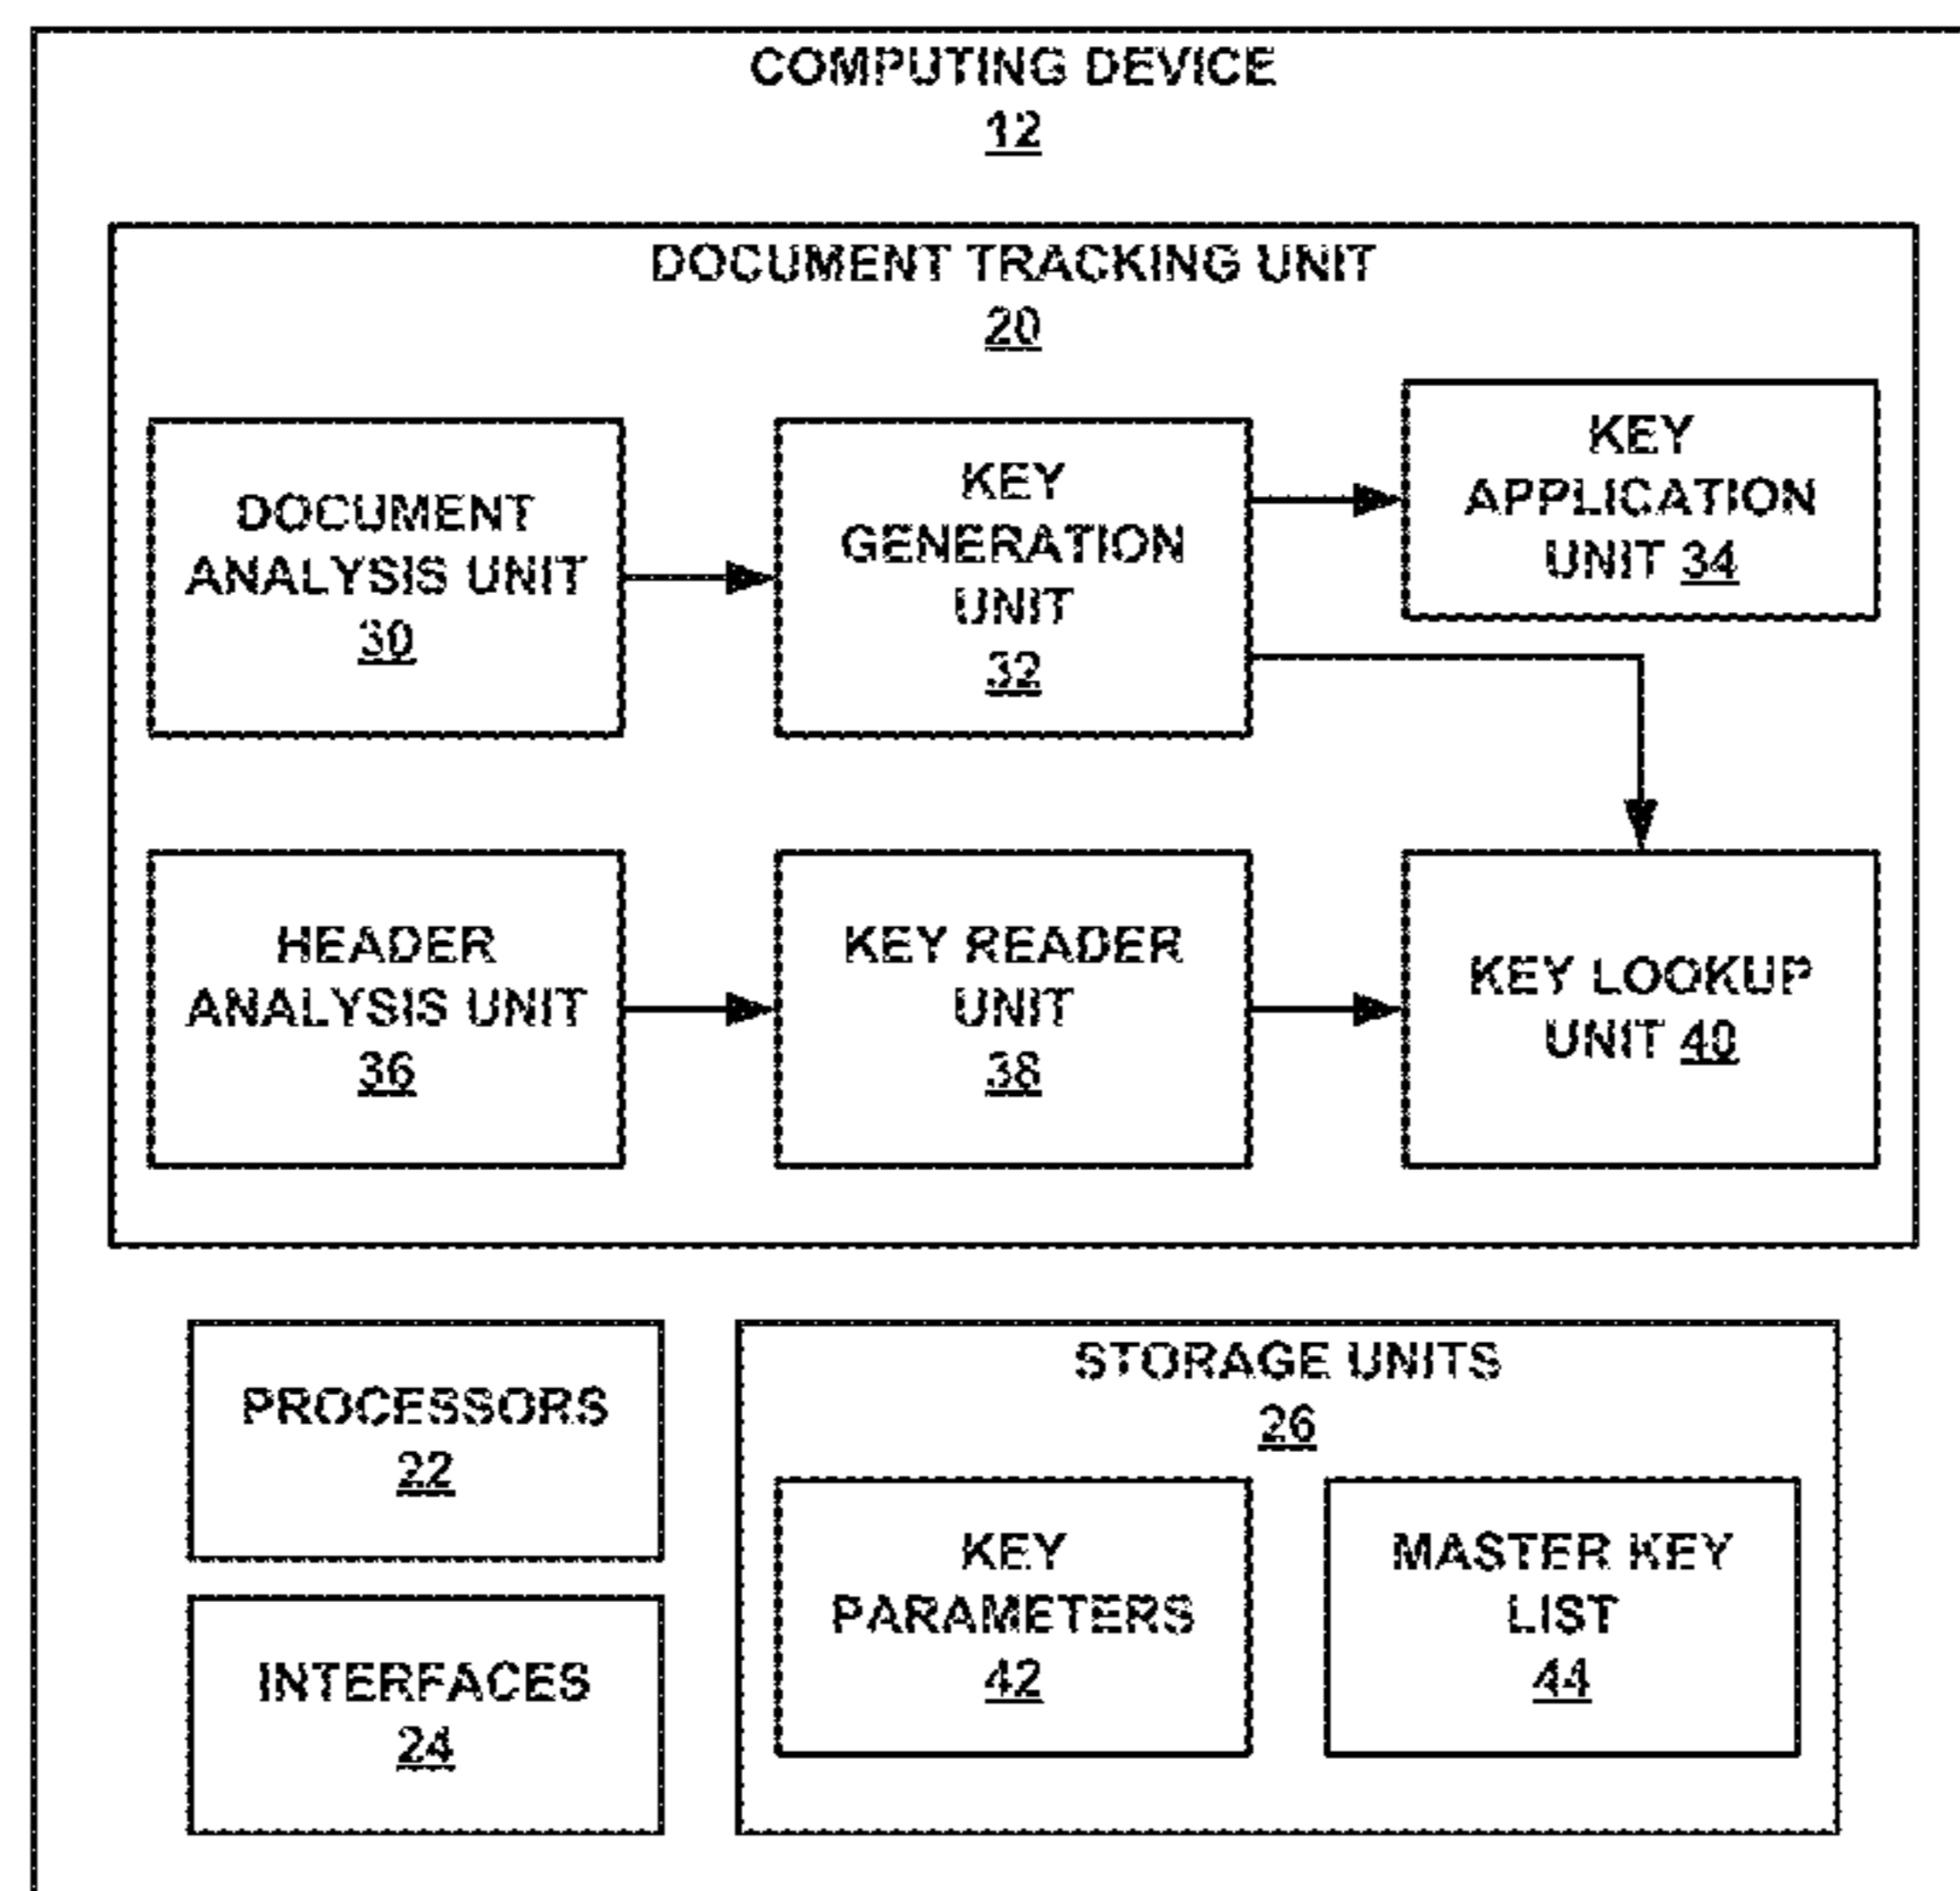 COMPUTING DEVICE
12
DOCUMENT TRACKING UNIT
20
DOCUMENT
ANALYSIS UNIT
30
KEY
GENERATION
UNIT
32
KEY
APPLICATION
UNIT 34
HEADER
ANALYSIS UNIT
36
KEY READER
UNIT
38
KEY LOOKUP
UNIT 40
PROCESSORS
22
INTERFACES
24
STORAGE UNITS
26
KEY
PARAMETERS
42
MASTER KEY
LIST
44